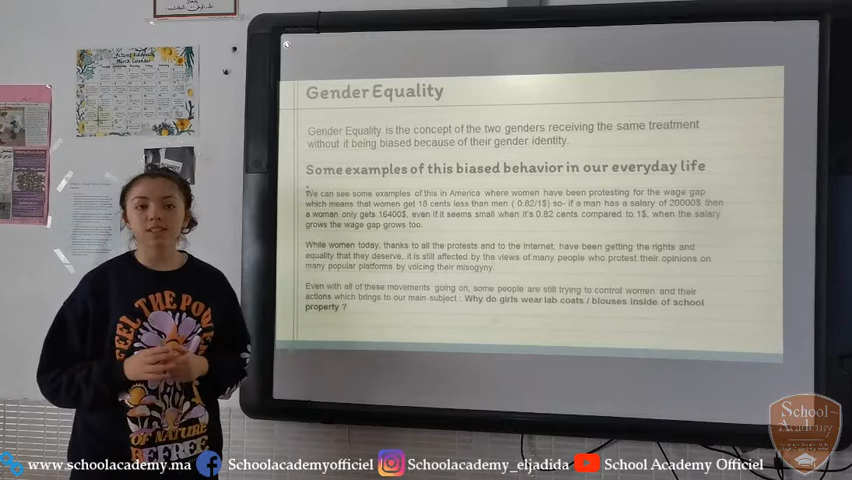 Activity Calendar
March Calendar
Gender Equality
Gender Equality is the concept of the two genders receiving the same treatment
without it being biased because of their gender identity.
Some examples of this biased behavior in our everyday life
:
We can see some examples of this in America where women have been protesting for the wage gap
which means that women get 18 cents less than men ( 0.82/1$) so- if a man has a salary of 20000$ then
a woman only gets 16400$, even if it seems small when it's 0.82 cents compared to 1$, when the salary
grows the wage gap grows too.
While women today, thanks to all the protests and to the internet, have been getting the rights and
equality that they deserve, it is still affected by the views of many people who protest their opinions on
many popular platforms by voicing their misogyny.
Even with all of these movements going on, some people are still trying to control women and their
actions which brings to our main subject : Why do girls wear lab coats / blouses inside of school
property ?
FEEL THE POWER
OF NATURE
BE FREE
School
Academy
www.schoolacademy.ma Schoolacademyofficiel Schoolacademy_eljadida School Academy Officiel